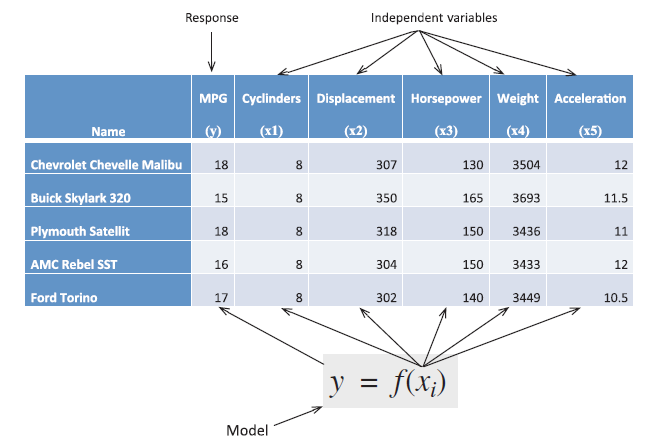 Response Independent variables
MPG Cyclinders Displacement Horsepower Weight Acceleration
Name (y) (x1) (x2) (x3) (x4) (x5)
Chevrolet Chevelle Malibu 18 8 307 130 3504 12
Buick Skylark 320 15 8 350 165 3693 11.5
Plymouth Satellit 18 8 318 150 3436 11
AMC Rebel SST 16 8 304 150 3433 12
Ford Torino 17 8 302 140 3449 10.5
y = f(xᵢ)
Model